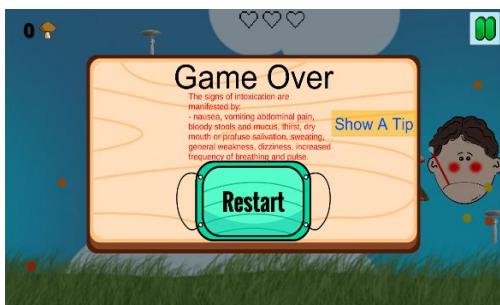 0
Game Over
The signs of intoxication are
manifested by:
- nausea, vomiting abdominal pain,
bloody stools and mucus, thirst, dry
mouth or profuse salivation, sweating,
general weakness, dizziness, increased
frequency of breathing and pulse.
Show A Tip
Restart